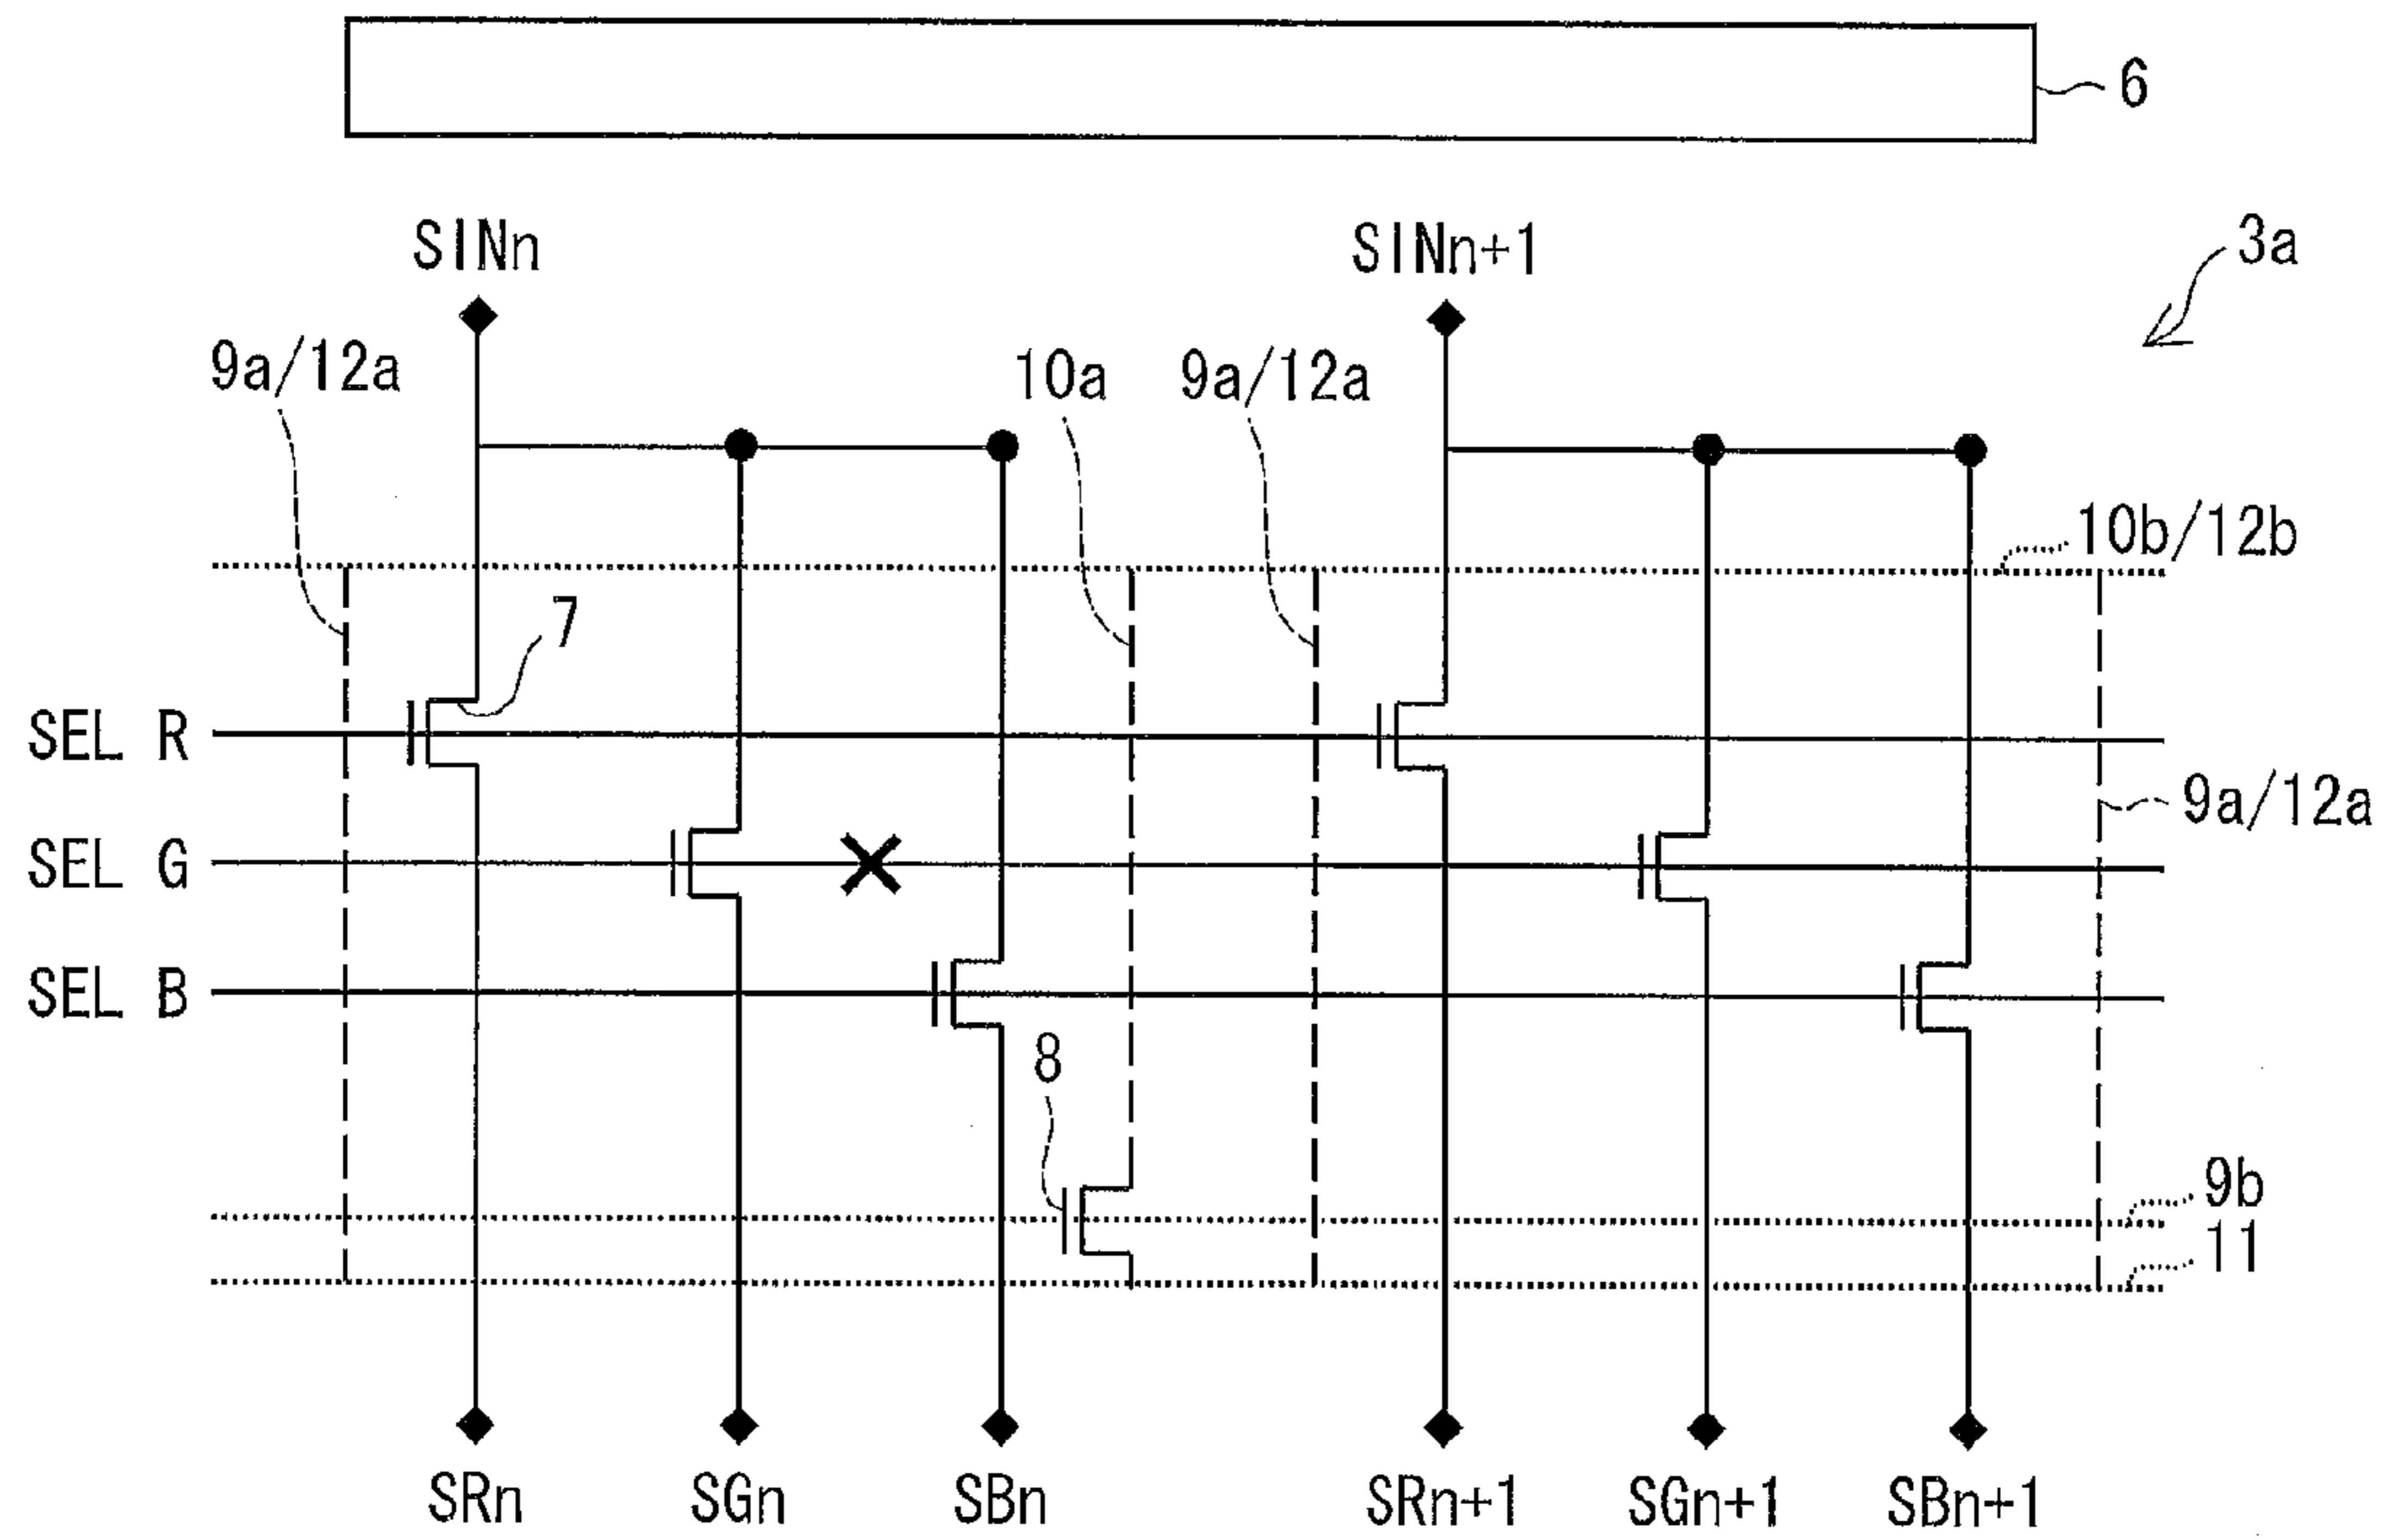 6
SINn
SINn+1
3a
9a/12a
10a
9a/12a
10b/12b
7
SEL R
9a/12a
SEL G
SEL B
8
9b
11
SRn
SGn
SBn
SRn+1
SGn+1
SBn+1